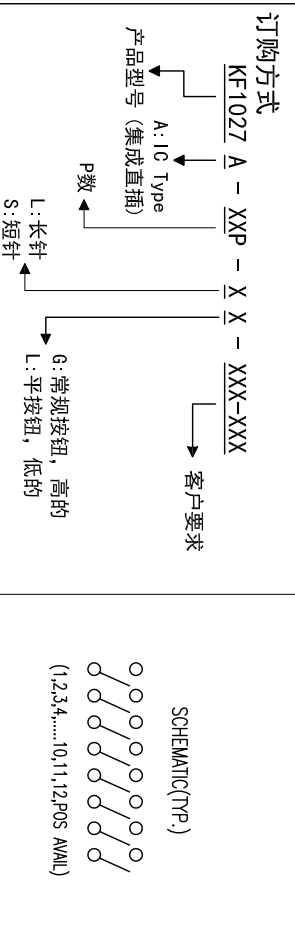 订购方式
KF1027 A - XXP - X X - XXX-XXX
产品型号 (集成直插)
A:IC Type
P数
L:长针
S:短针
G:常规按钮, 高的
L:平按钮, 低的
客户要求
SCHEMATIC(TYP.)
(1,2,3,4,.....10,11,12,POS AVAIL)